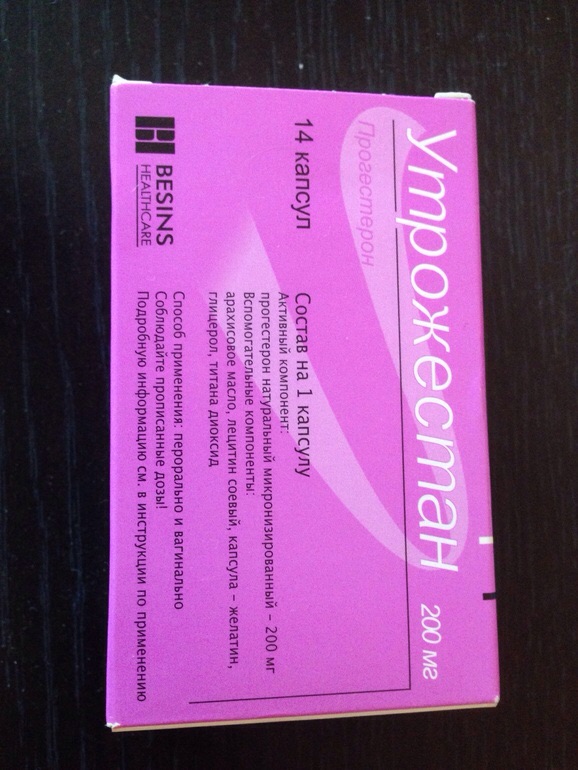 Утрожестан 200 мг
Прогестерон
14 капсул
Состав на 1 капсулу
Активный компонент:
прогестерон натуральный микронизированный – 200 мг
Вспомогательные компоненты:
арахисовое масло, лецитин соевый, капсула – желатин,
глицерол, титана диоксид
Способ применения: перорально и вагинально
Соблюдайте прописанные дозы!
Подробную информацию см. в инструкции по применению
BESINS
HEALTHCARE